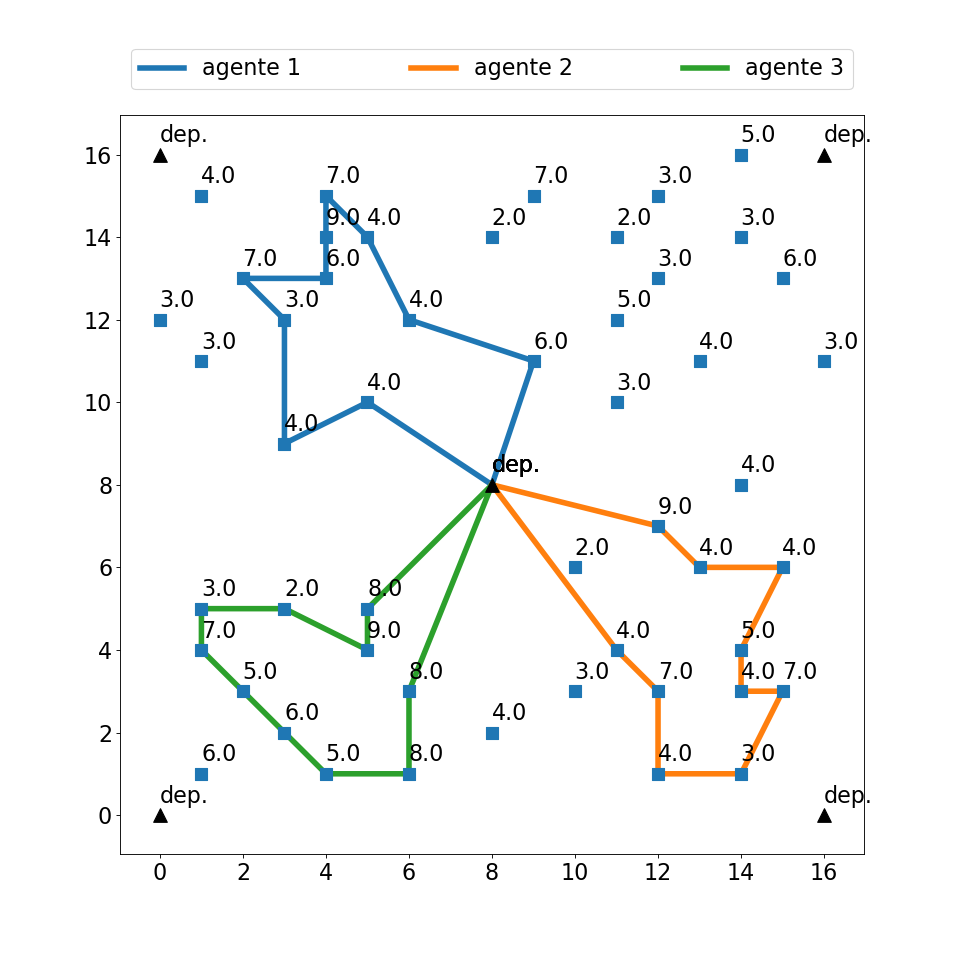 agente 1 agente 2 agente 3
dep. dep. 5.0
16
4.0 7.0 7.0 3.0
14 9.0 4.0 2.0 2.0 3.0
7.0 6.0 3.0 6.0
12 3.0 3.0 4.0 5.0
3.0 6.0 4.0 3.0
10 4.0 3.0
4.0
8 dep. 4.0
9.0
6 2.0 4.0 4.0
3.0 2.0 8.0
4 7.0 9.0 4.0 5.0
5.0 8.0 3.0 7.0 4.0 7.0
2 6.0 4.0
6.0 5.0 8.0 4.0 3.0
0 dep. dep.
0 2 4 6 8 10 12 14 16